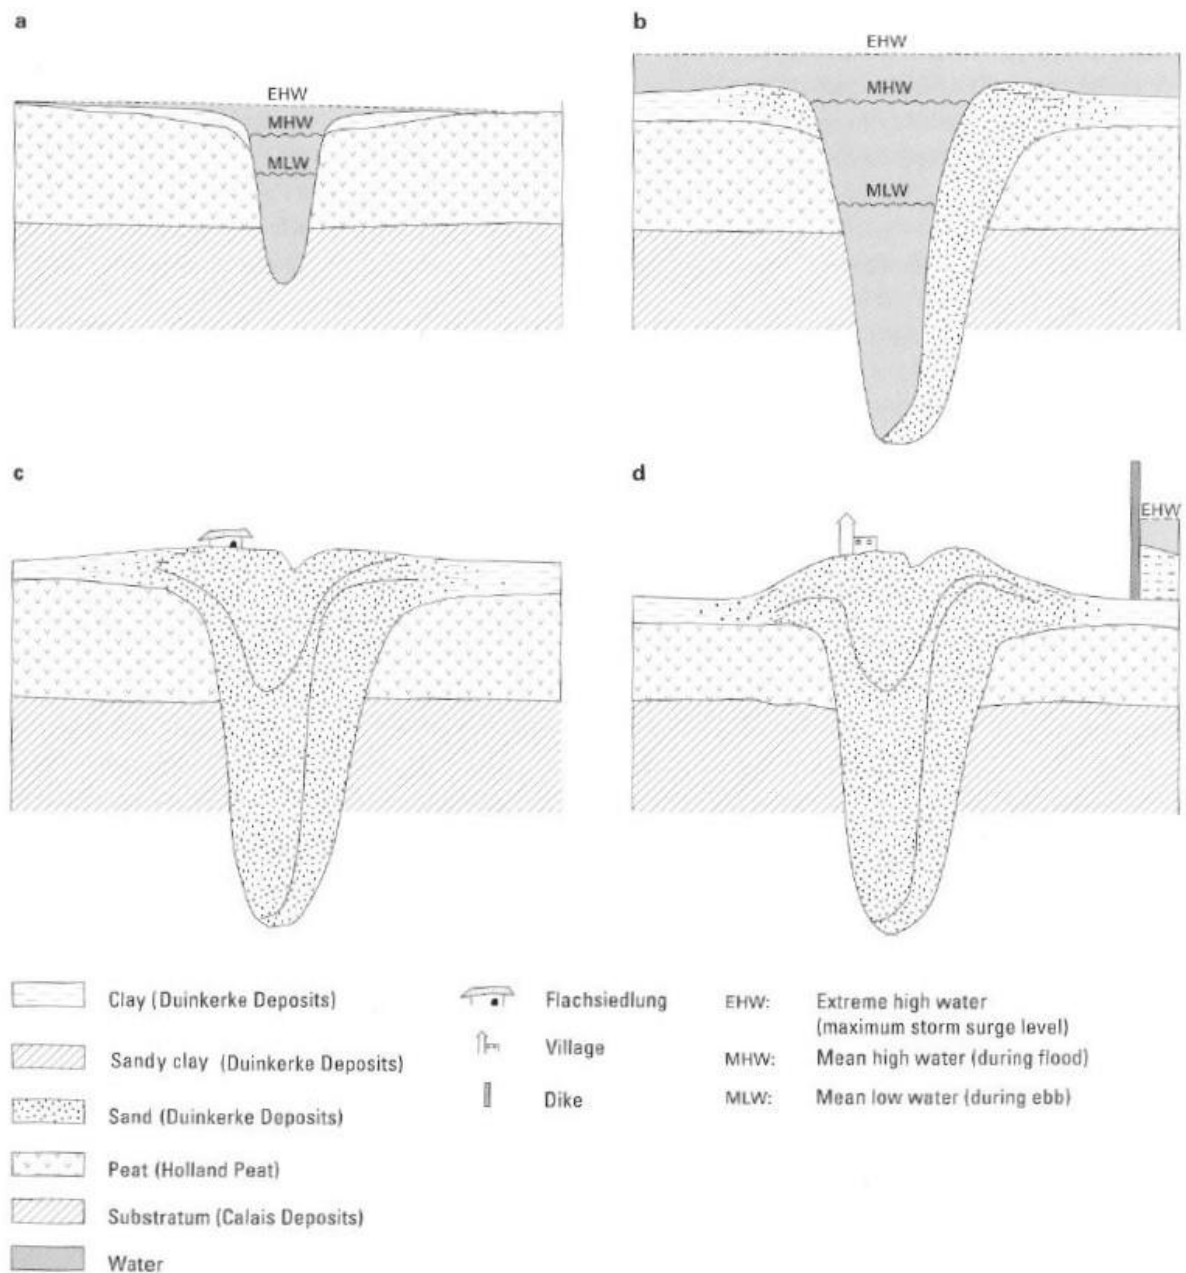 a
EHW
MHW
MLW
b
EHW
MHW
MLW
c
d
EHW
Clay (Duinkerke Deposits)
Sandy clay (Duinkerke Deposits)
Sand (Duinkerke Deposits)
Peat (Holland Peat)
Substratum (Calais Deposits)
Water
Flachsiedlung
Village
Dike
EHW: Extreme high water
(maximum storm surge level)
MHW: Mean high water (during flood)
MLW: Mean low water (during ebb)